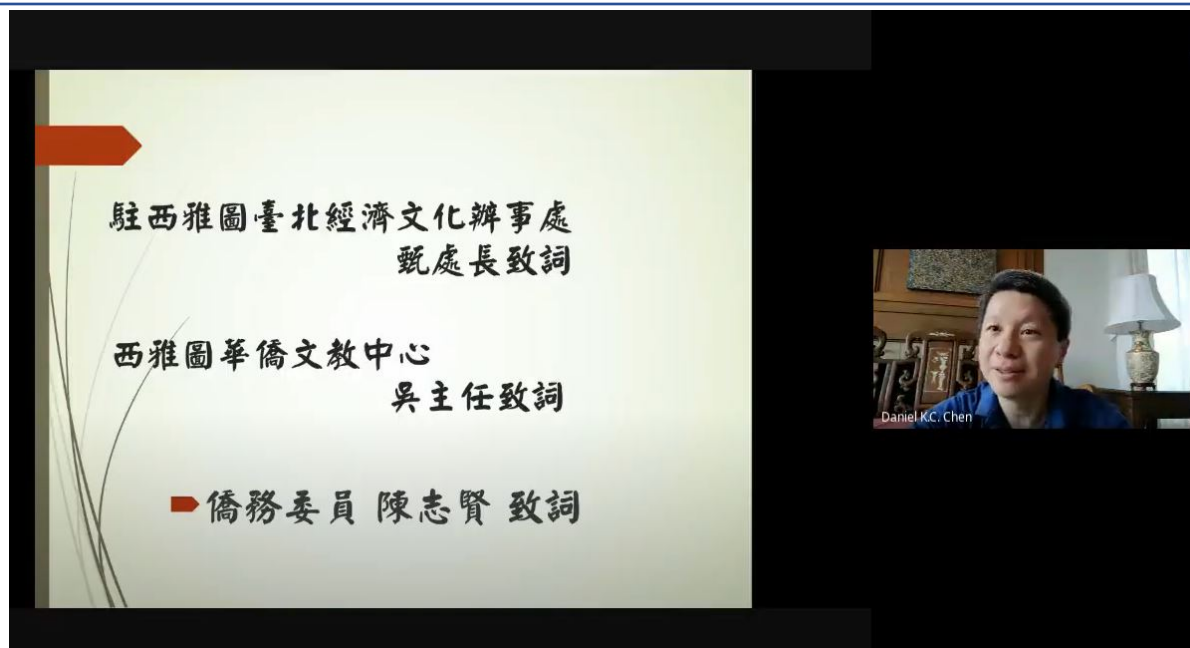 駐西雅圖臺北經濟文化辦事處
甄處長致詞
西雅圖華僑文教中心
吳主任致詞
僑務委員 陳志賢 致詞
Daniel K.C. Chen